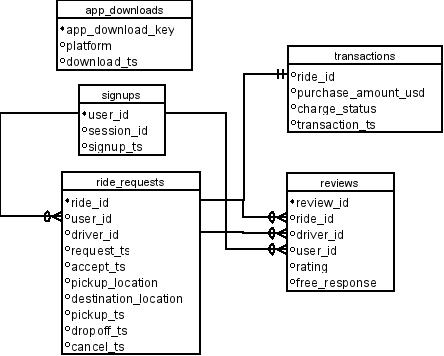 app_downloads
app_download_key
platform
download_ts
transactions
ride_id
purchase_amount_usd
charge_status
transaction_ts
signups
user_id
session_id
signup_ts
ride_requests
ride_id
user_id
driver_id
request_ts
accept_ts
pickup_location
destination_location
pickup_ts
dropoff_ts
cancel_ts
reviews
review_id
ride_id
driver_id
user_id
rating
free_response